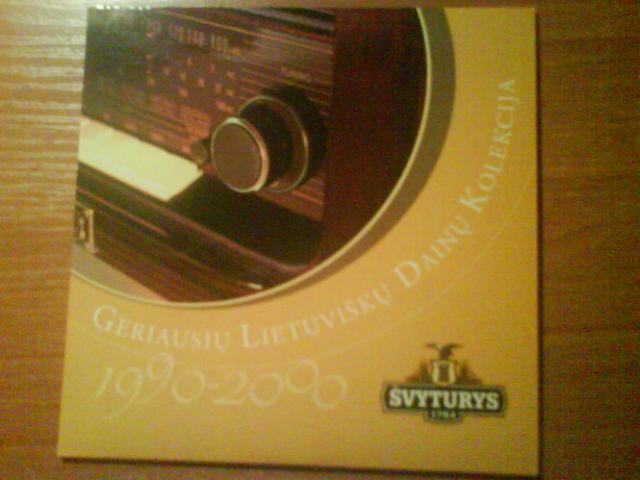 Geriausių Lietuviškų Dainų Kolekcija
1990-2000
ŠVYTURYS
1784